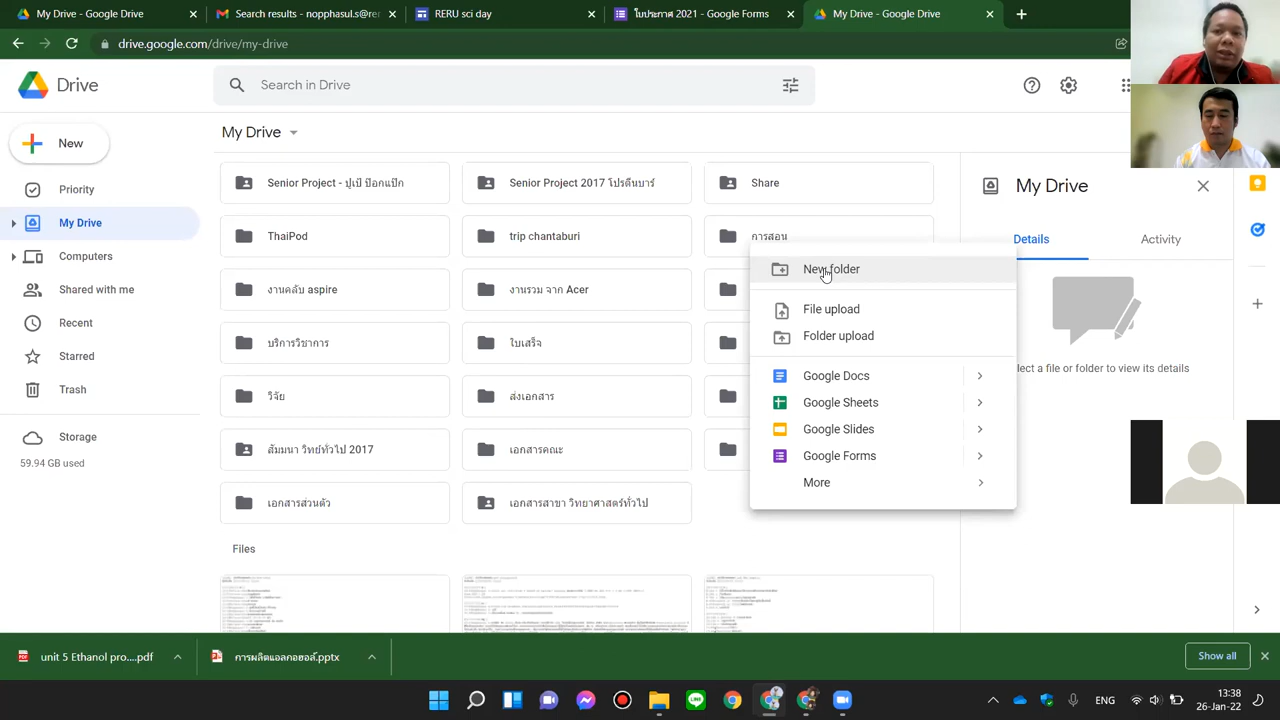 My Drive - Google Drive
Search results - nopphasul.s@rer
RERU sci day
ใบประกาศ 2021 - Google Forms
My Drive - Google Drive
drive.google.com/drive/my-drive
Drive
Search in Drive
New
My Drive
My Drive
Priority
My Drive
Computers
Shared with me
Recent
Starred
Trash
Storage
59.94 GB used
Senior Project - ปูเป้ ป๊อกแป๊ก
Senior Project 2017 โปรตีนบาร์
Share
ThaiPod
trip chantaburi
การสอน
งานคลับ aspire
งานรวม จาก Acer
บริการวิชาการ
ใบเสร็จ
วิจัย
ส่งเอกสาร
สัมมนา วิทย์ทั่วไป 2017
เอกสารคณะ
เอกสารส่วนตัว
เอกสารสาขา วิทยาศาสตร์ทั่วไป
Files
New folder
File upload
Folder upload
Google Docs
Google Sheets
Google Slides
Google Forms
More
Details
Activity
lect a file or folder to view its details
unit 5 Ethanol pro....pdf
การผลิตแอลกอฮอล์.pptx
Show all
ENG
13:38
26-Jan-22